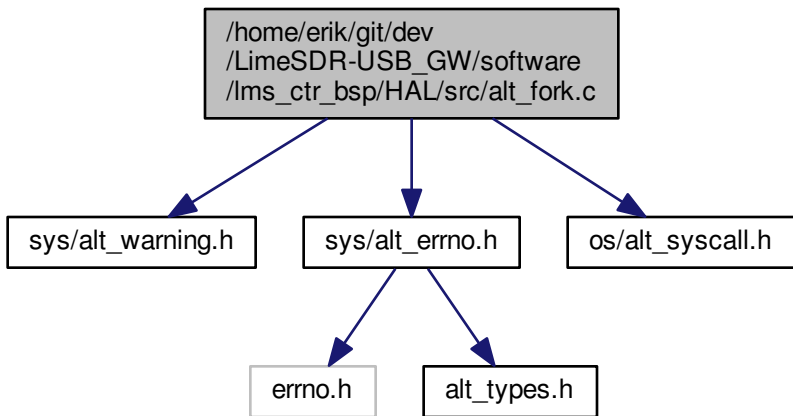 /home/erik/git/dev
/LimeSDR-USB_GW/software
/lms_ctr_bsp/HAL/src/alt_fork.c
sys/alt_warning.h
sys/alt_errno.h
os/alt_syscall.h
errno.h
alt_types.h